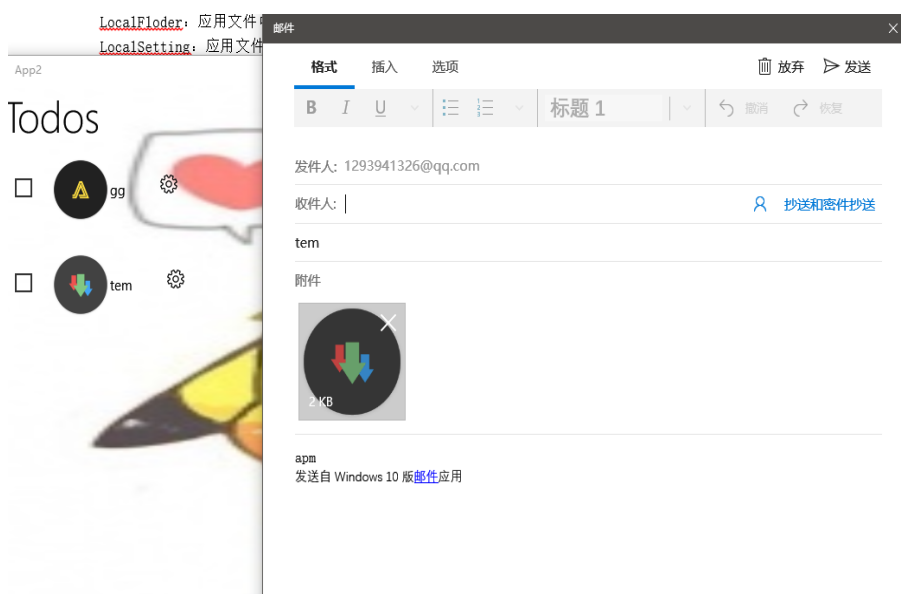 LocalFloder：应用文件
LocalSetting：应用文件
App2
Todos
gg
tem
邮件
格式 插入 选项 放弃 发送
B I U 标题 1 撤消 恢复
发件人: 1293941326@qq.com
收件人: 抄送和密件抄送
tem
附件
2 KB
apm
发送自 Windows 10 版邮件应用